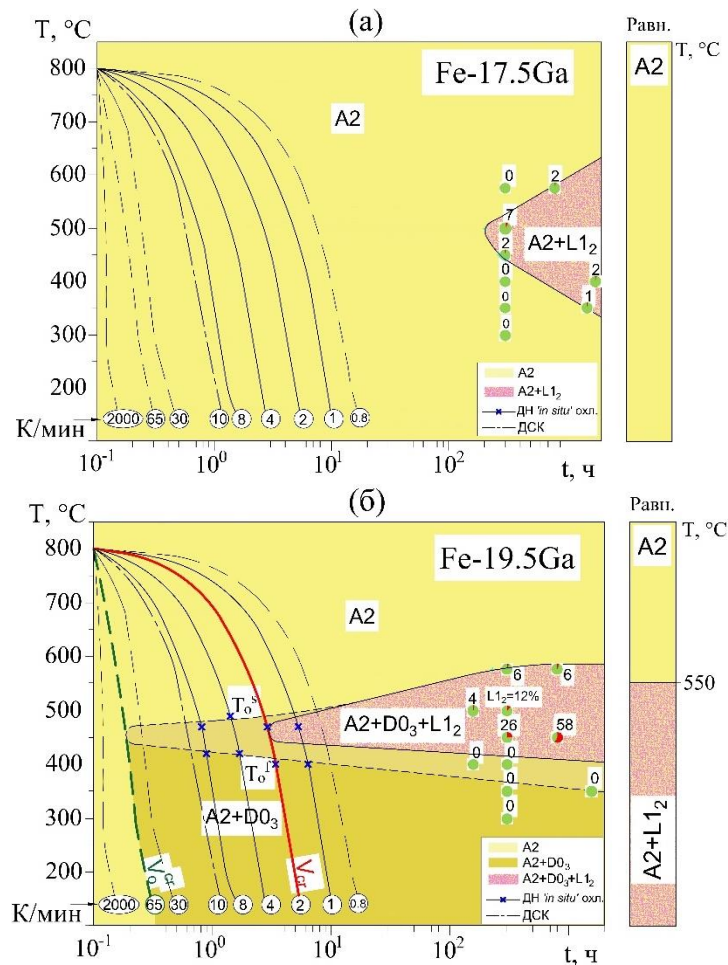 (а)
T, °C
Равн.
T, °C
800
700
600
500
400
300
200
К/мин
Fe-17.5Ga
A2
A2
0
2
7
2
A2+L1₂
0
2
0
1
0
A2
A2+L1₂
ДН 'in situ' охл.
ДСК
2000
65
30
10
8
4
2
1
0.8
10⁻¹
10⁰
10¹
10²
t, ч
(б)
T, °C
Равн.
T, °C
800
700
600
500
400
300
200
К/мин
Fe-19.5Ga
A2
A2
550
6
6
4
L1₂=12%
Tₒˢ
A2+D0₃+L1₂
26
58
0
0
Tₒᶠ
0
0
0
A2+D0₃
A2+L1₂
Vₒᶜʳ
V꜀ᵣ
A2
A2+D0₃
A2+D0₃+L1₂
ДН 'in situ' охл.
ДСК
2000
65
30
10
8
4
2
1
0.8
10⁻¹
10⁰
10¹
10²
t, ч